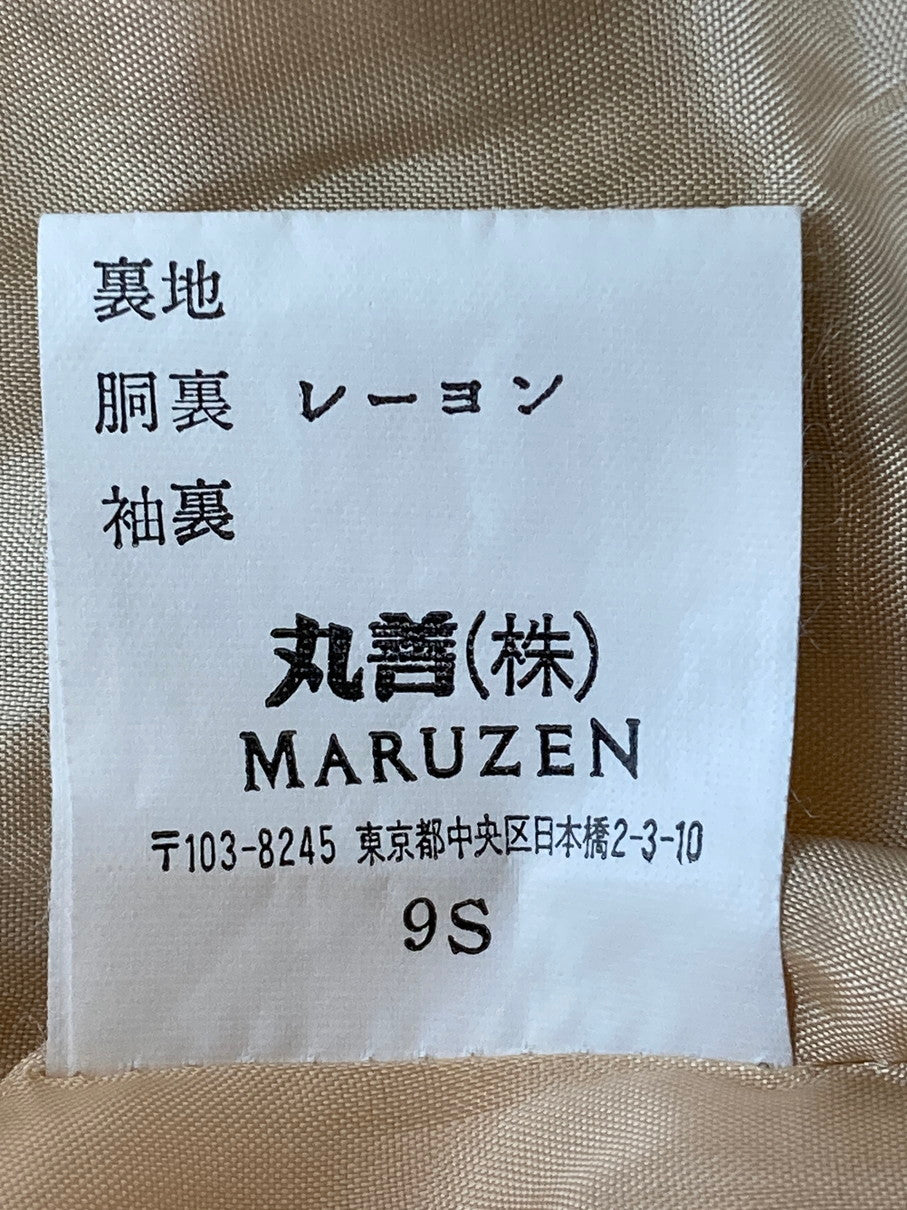 裏地
胴裏 レーヨン
袖裏
丸善(株)
MARUZEN
〒103-8245 東京都中央区日本橋2-3-10
9S